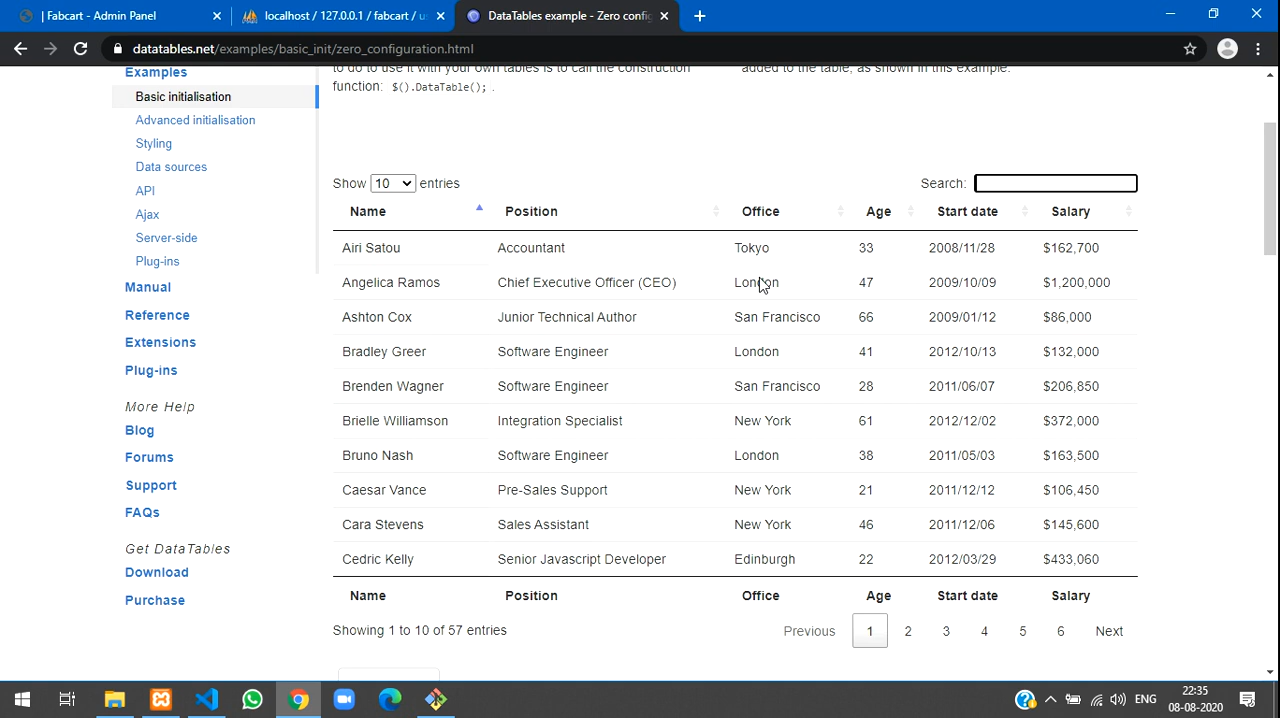 | Fabcart - Admin Panel
localhost / 127.0.0.1 / fabcart / u
DataTables example - Zero config
datatables.net/examples/basic_init/zero_configuration.html
Examples
Basic initialisation
Advanced initialisation
Styling
Data sources
API
Ajax
Server-side
Plug-ins
Manual
Reference
Extensions
Plug-ins
More Help
Blog
Forums
Support
FAQs
Get DataTables
Download
Purchase
to do to use it with your own tables is to call the construction
function: $().DataTable(); .
added to the table, as shown in this example.
Show 10 entries
Search:
Name Position Office Age Start date Salary
Airi Satou Accountant Tokyo 33 2008/11/28 $162,700
Angelica Ramos Chief Executive Officer (CEO) London 47 2009/10/09 $1,200,000
Ashton Cox Junior Technical Author San Francisco 66 2009/01/12 $86,000
Bradley Greer Software Engineer London 41 2012/10/13 $132,000
Brenden Wagner Software Engineer San Francisco 28 2011/06/07 $206,850
Brielle Williamson Integration Specialist New York 61 2012/12/02 $372,000
Bruno Nash Software Engineer London 38 2011/05/03 $163,500
Caesar Vance Pre-Sales Support New York 21 2011/12/12 $106,450
Cara Stevens Sales Assistant New York 46 2011/12/06 $145,600
Cedric Kelly Senior Javascript Developer Edinburgh 22 2012/03/29 $433,060
Name Position Office Age Start date Salary
Showing 1 to 10 of 57 entries
Previous 1 2 3 4 5 6 Next
ENG
22:35
08-08-2020